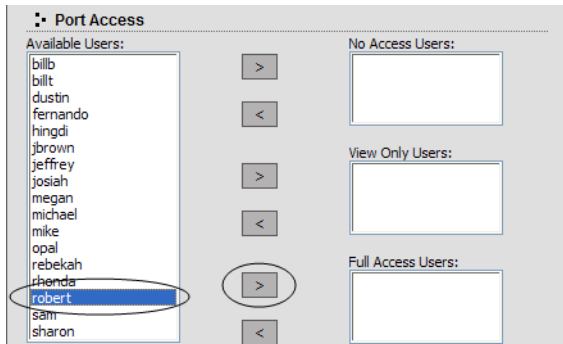 Port Access
Available Users:
billb
billt
dustin
fernando
hingdi
jbrown
jeffrey
josiah
megan
michael
mike
opal
rebekah
rhonda
robert
sam
sharon
>
<
>
<
>
<
No Access Users:
View Only Users:
Full Access Users: